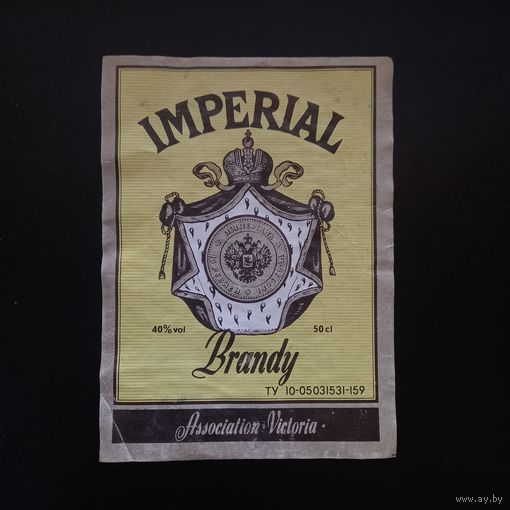 IMPERIAL
40% vol
50 cl
Brandy
ТУ 10-05031531-159
Association Victoria
www.ay.by